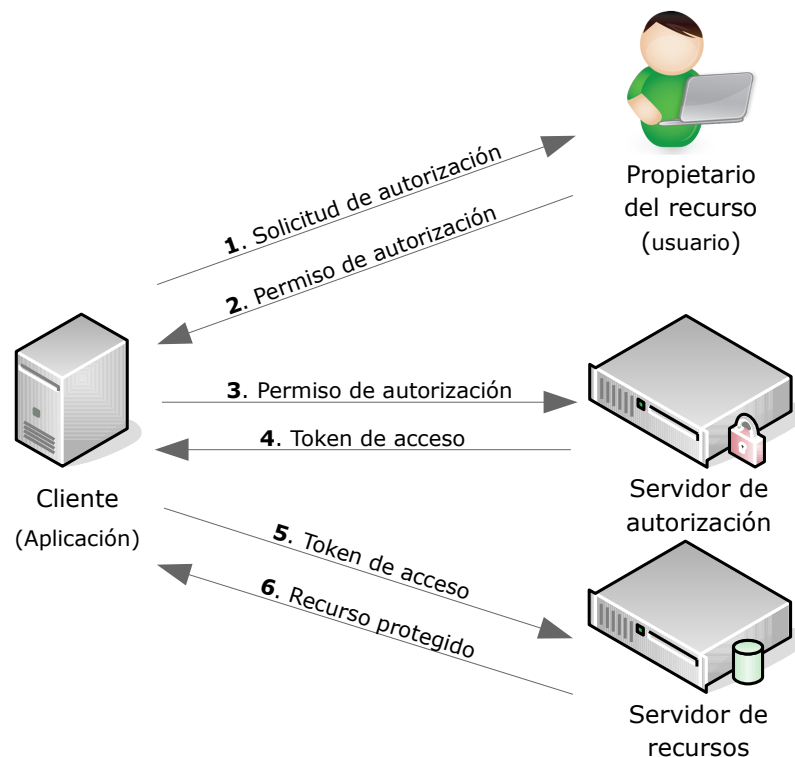 Propietario
del recurso
(usuario)
1. Solicitud de autorización
2. Permiso de autorización
3. Permiso de autorización
4. Token de acceso
Cliente
(Aplicación)
Servidor de
autorización
5. Token de acceso
6. Recurso protegido
Servidor de
recursos